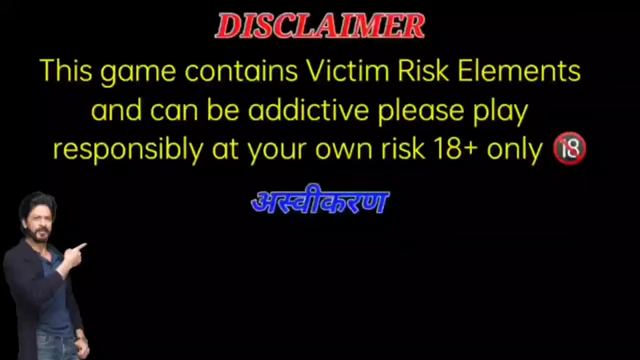 DISCLAIMER
This game contains Victim Risk Elements
and can be addictive please play
responsibly at your own risk 18+ only 🔞
अस्वीकरण